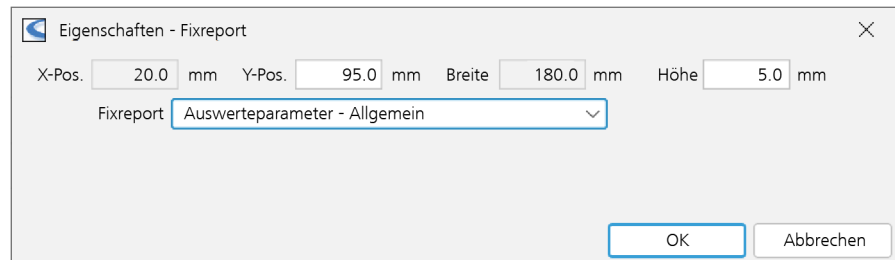 Eigenschaften - Fixreport
X-Pos. 20.0 mm Y-Pos. 95.0 mm Breite 180.0 mm Höhe 5.0 mm
Fixreport Auswerteparameter - Allgemein
OK Abbrechen